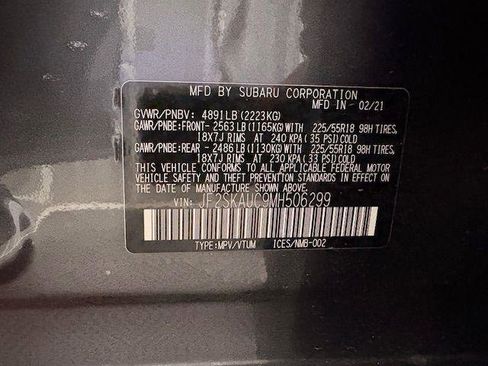 MFD BY SUBARU CORPORATION
MFD IN 02/21
GVWR/PNBV: 4891LB (2223KG)
GAWR/PNBE:FRONT- 2563 LB (1165KG) WITH 225/55R18 98H TIRES,
18X7J RIMS AT 240 KPA ( 35 PSI) COLD
GAWR/PNBE: REAR - 2486 LB (1130KG) WITH 225/55R18 98H TIRES,
18X7J RIMS AT 230 KPA ( 33 PSI) COLD
THIS VEHICLE CONFORMS TO ALL APPLICABLE FEDERAL MOTOR
VEHICLE SAFETY AND THEFT PREVENTION STANDARDS IN EFFECT
ON THE DATE OF MANUFACTURE SHOWN ABOVE.
VIN: JF2SKAUC9MH506299
TYPE:MPV/VTUM ICES/NMB-002